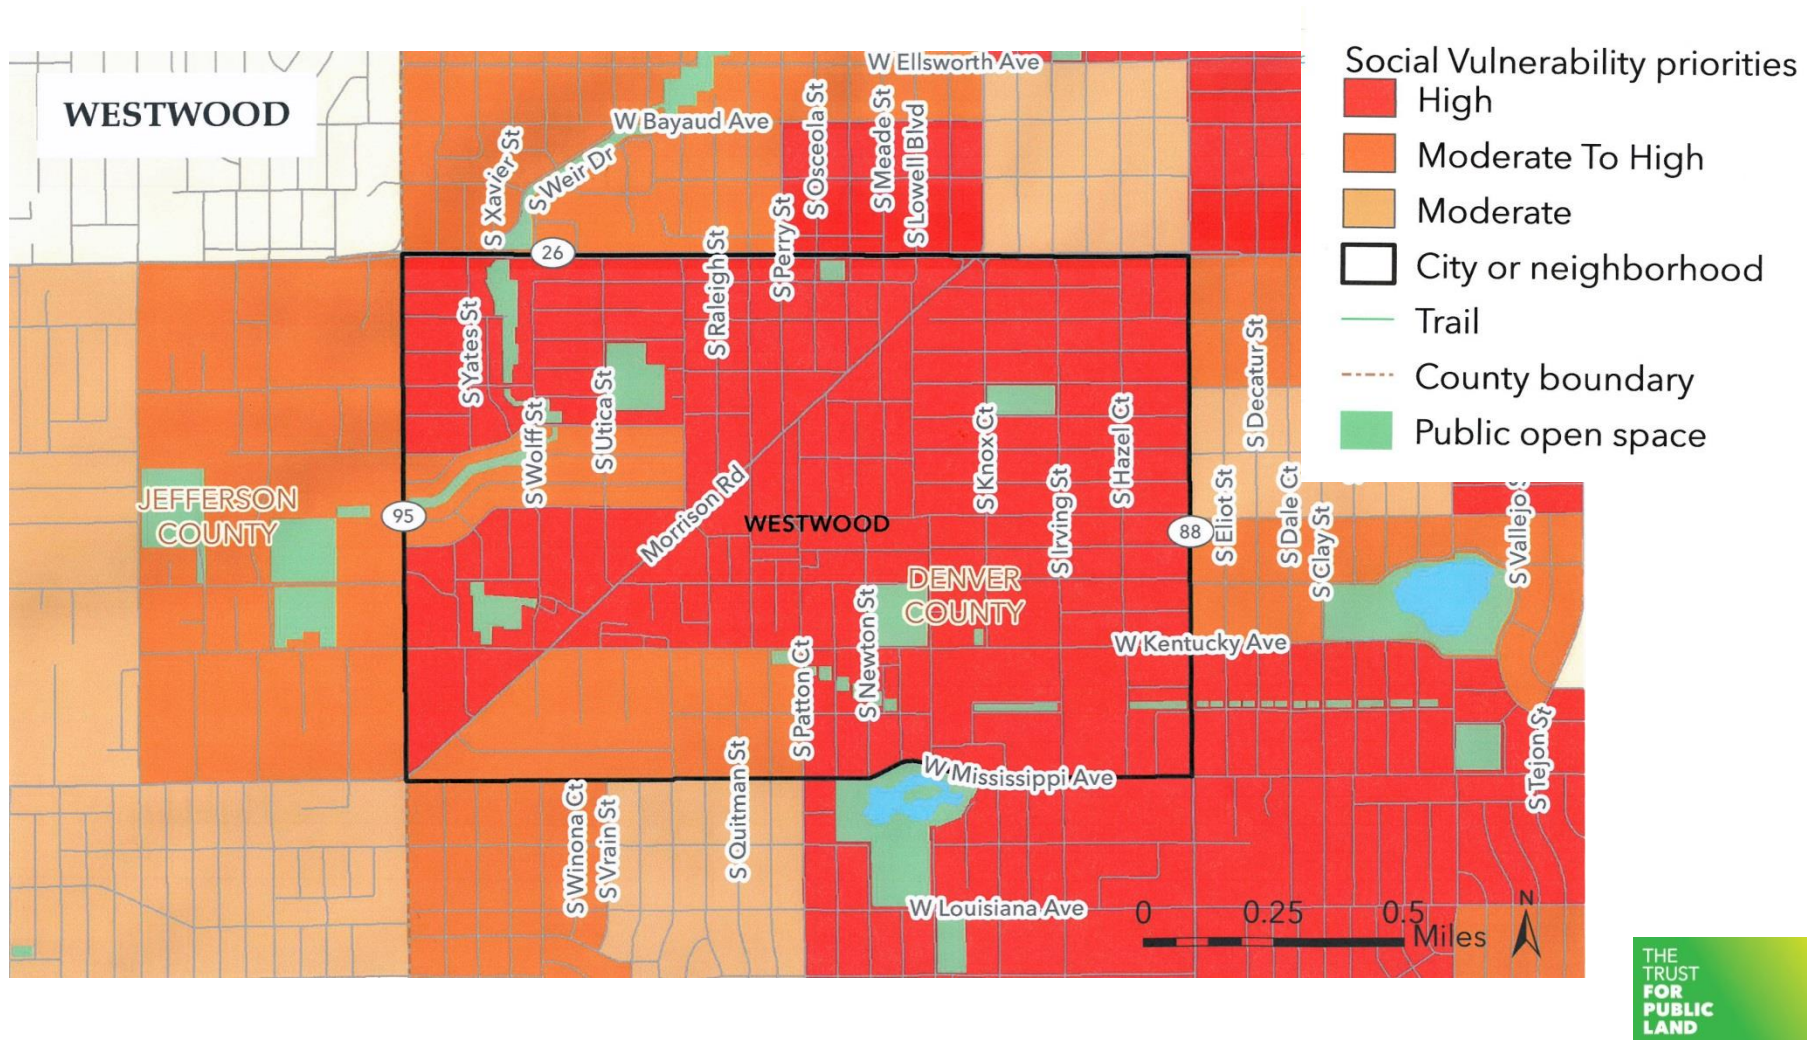 WESTWOOD
Social Vulnerability priorities
High
Moderate To High
Moderate
City or neighborhood
Trail
County boundary
Public open space
W Ellsworth Ave
W Bayaud Ave
S Xavier St
S Weir Dr
S Osceola St
S Meade St
S Lowell Blvd
S Perry St
S Raleigh St
26
S Yates St
S Utica St
S Wolff St
S Decatur St
S Knox Ct
S Hazel Ct
S Irving St
S Eliot St
S Dale Ct
S Clay St
S Vallejo S
JEFFERSON
COUNTY
95
Morrison Rd
WESTWOOD
88
DENVER
COUNTY
S Newton St
S Patton Ct
W Kentucky Ave
S Tejon St
W Mississippi Ave
S Quitman St
S Winona Ct
S Vrain St
W Louisiana Ave
0 0.25 0.5
Miles
N
THE
TRUST
FOR
PUBLIC
LAND